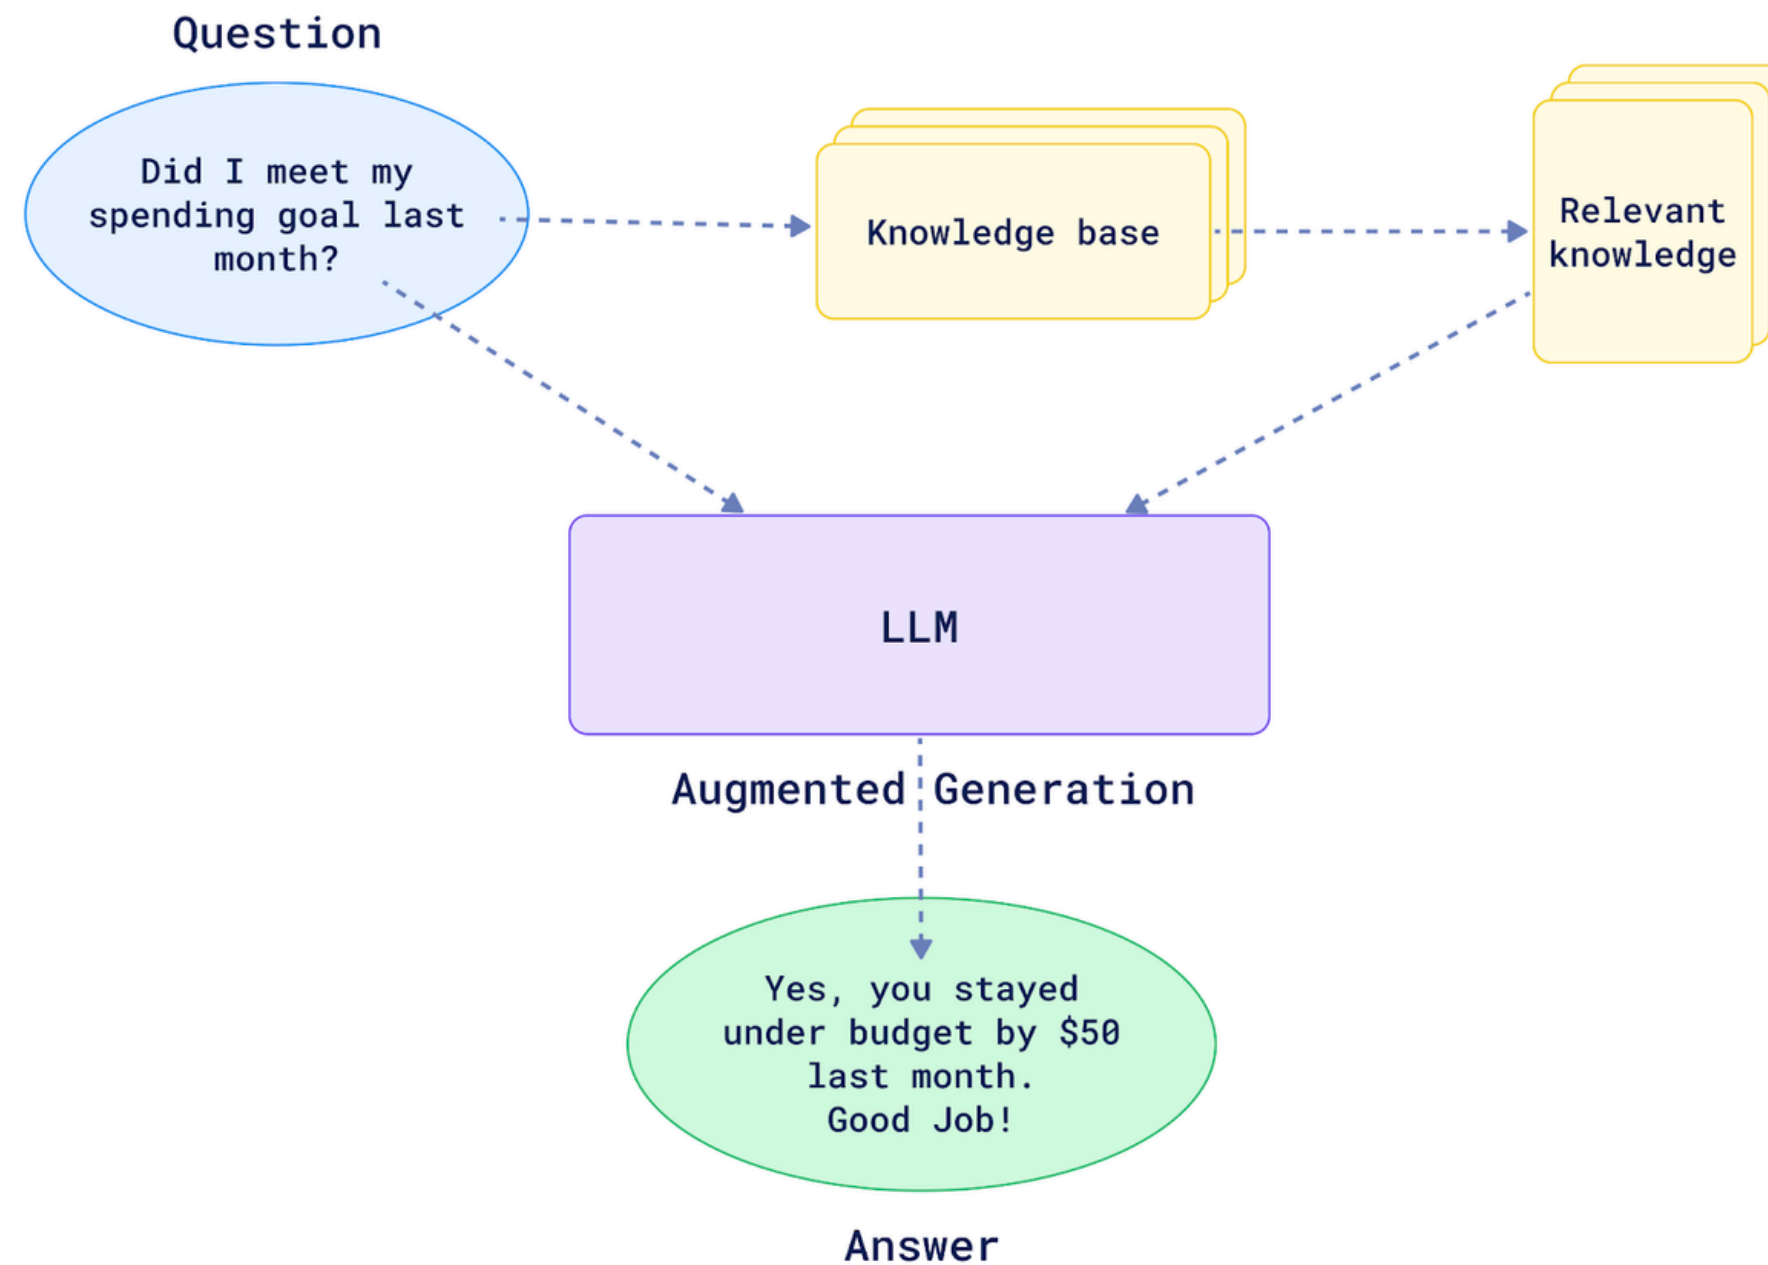 Question
Did I meet my
spending goal last
month?
Knowledge base
Relevant
knowledge
LLM
Augmented Generation
Yes, you stayed
under budget by $50
last month.
Good Job!
Answer